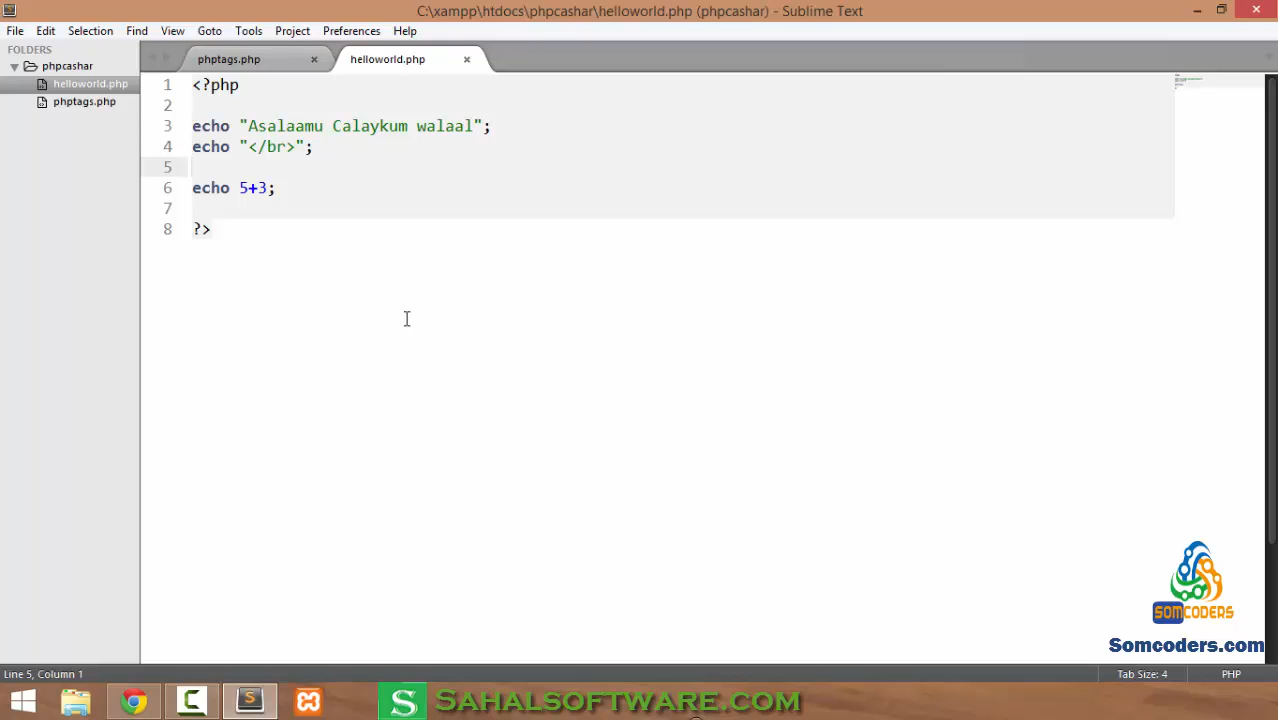 C:\xampp\htdocs\phpcashar\helloworld.php (phpcashar) - Sublime Text
File Edit Selection Find View Goto Tools Project Preferences Help
FOLDERS
phpcashar
helloworld.php
phptags.php
phptags.php × helloworld.php ×
1 <?php
2
3 echo "Asalaamu Calaykum walaal";
4 echo "</br>";
5
6 echo 5+3;
7
8 ?>
SOMCODERS
Somcoders.com
Line 5, Column 1 Tab Size: 4 PHP
S SAHALSOFTWARE.COM